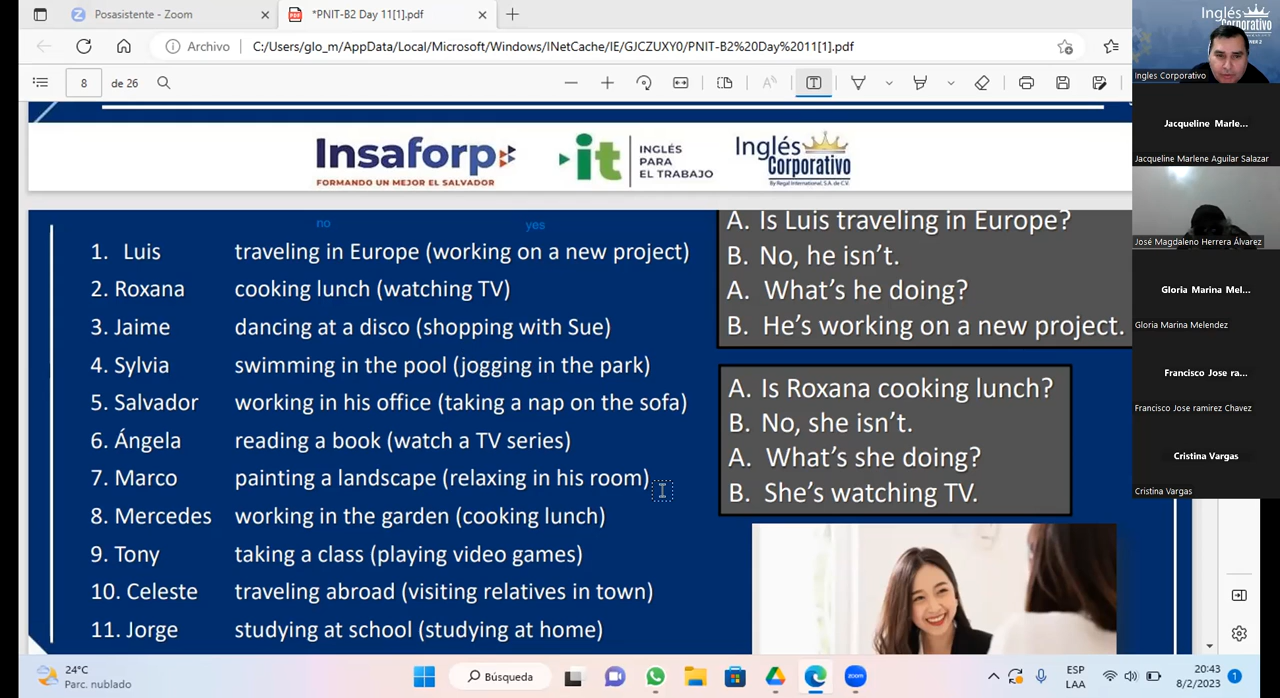 Posasistente - Zoom
*PNIT-B2 Day 11[1].pdf
Archivo
C:/Users/glo_m/AppData/Local/Microsoft/Windows/INetCache/IE/GJCZUXY0/PNIT-B2%20Day%2011[1].pdf
8 de 26
Insaforp
FORMANDO UN MEJOR EL SALVADOR
it INGLÉS PARA EL TRABAJO
Inglés Corporativo
By Regal International, S.A. de C.V.
no yes
1. Luis traveling in Europe (working on a new project)
2. Roxana cooking lunch (watching TV)
3. Jaime dancing at a disco (shopping with Sue)
4. Sylvia swimming in the pool (jogging in the park)
5. Salvador working in his office (taking a nap on the sofa)
6. Ángela reading a book (watch a TV series)
7. Marco painting a landscape (relaxing in his room)
8. Mercedes working in the garden (cooking lunch)
9. Tony taking a class (playing video games)
10. Celeste traveling abroad (visiting relatives in town)
11. Jorge studying at school (studying at home)
A. Is Luis traveling in Europe?
B. No, he isn't.
A. What's he doing?
B. He's working on a new project.
A. Is Roxana cooking lunch?
B. No, she isn't.
A. What's she doing?
B. She's watching TV.
Inglés
Corporativo
Ingles Corporativo
Jacqueline Marle...
Jacqueline Marlene Aguilar Salazar
José Magdaleno Herrera Álvarez
Gloria Marina Mel...
Gloria Marina Melendez
Francisco Jose ra...
Francisco Jose ramirez Chavez
Cristina Vargas
Cristina Vargas
24°C
Parc. nublado
Búsqueda
zoom
ESP
LAA
20:43
8/2/2023
1